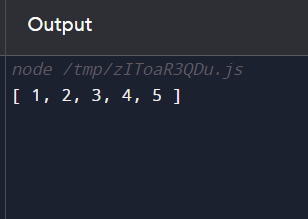 Output
node /tmp/zIToaR3QDu.js
[ 1, 2, 3, 4, 5 ]